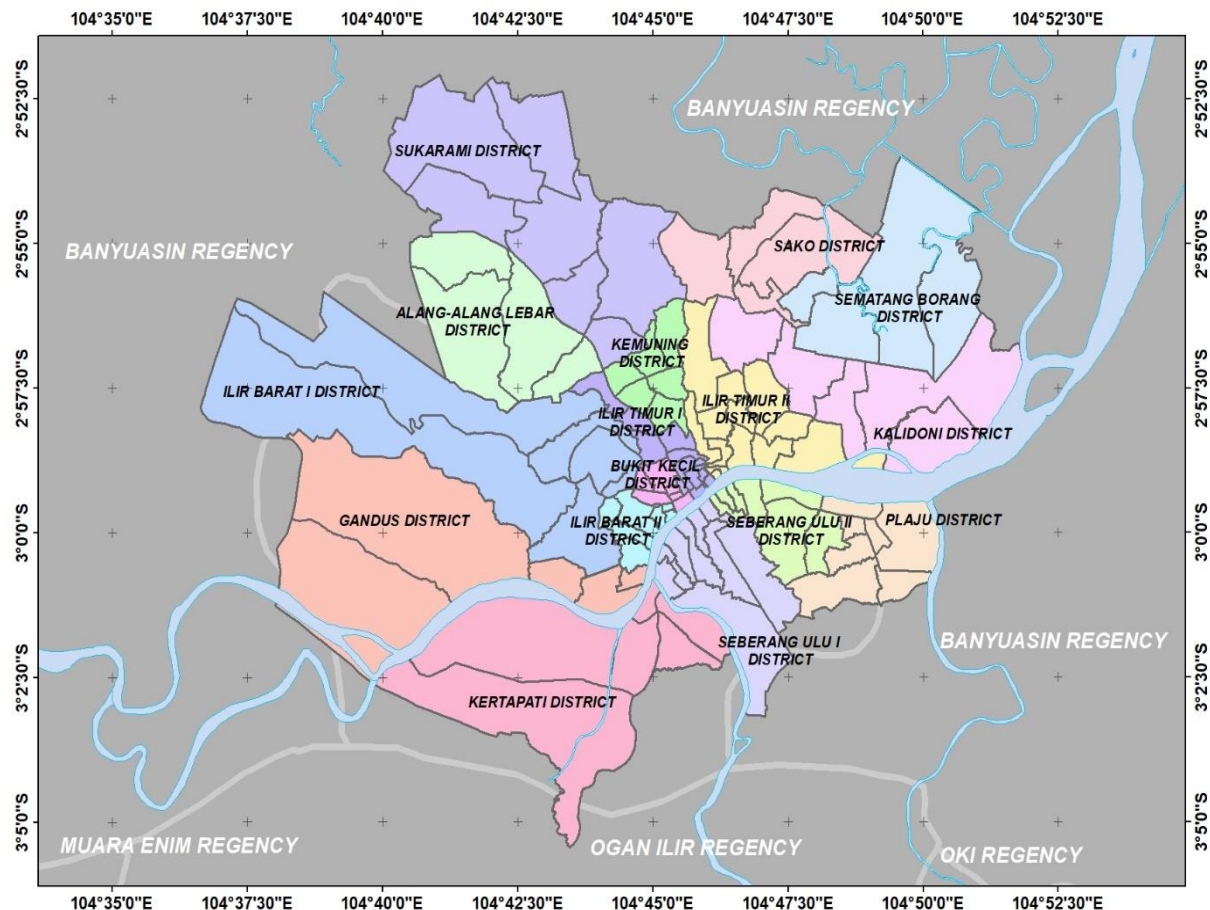 104°35'0"E 104°37'30"E 104°40'0"E 104°42'30"E 104°45'0"E 104°47'30"E 104°50'0"E 104°52'30"E
2°52'30"S
2°52'30"S
BANYUASIN REGENCY
SUKARAMI DISTRICT
2°55'0"S
2°55'0"S
BANYUASIN REGENCY
SAKO DISTRICT
SEMATANG BORANG
DISTRICT
ALANG-ALANG LEBAR
DISTRICT
KEMUNING
DISTRICT
2°57'30"S
2°57'30"S
ILIR BARAT I DISTRICT
ILIR TIMUR II
DISTRICT
ILIR TIMUR I
DISTRICT
KALIDONI DISTRICT
BUKIT KECIL
DISTRICT
3°0'0"S
3°0'0"S
GANDUS DISTRICT
ILIR BARAT II
DISTRICT
SEBERANG ULU II
DISTRICT
PLAJU DISTRICT
SEBERANG ULU I
DISTRICT
BANYUASIN REGENCY
3°2'30"S
3°2'30"S
KERTAPATI DISTRICT
3°5'0"S
3°5'0"S
MUARA ENIM REGENCY
OGAN ILIR REGENCY
OKI REGENCY
104°35'0"E 104°37'30"E 104°40'0"E 104°42'30"E 104°45'0"E 104°47'30"E 104°50'0"E 104°52'30"E